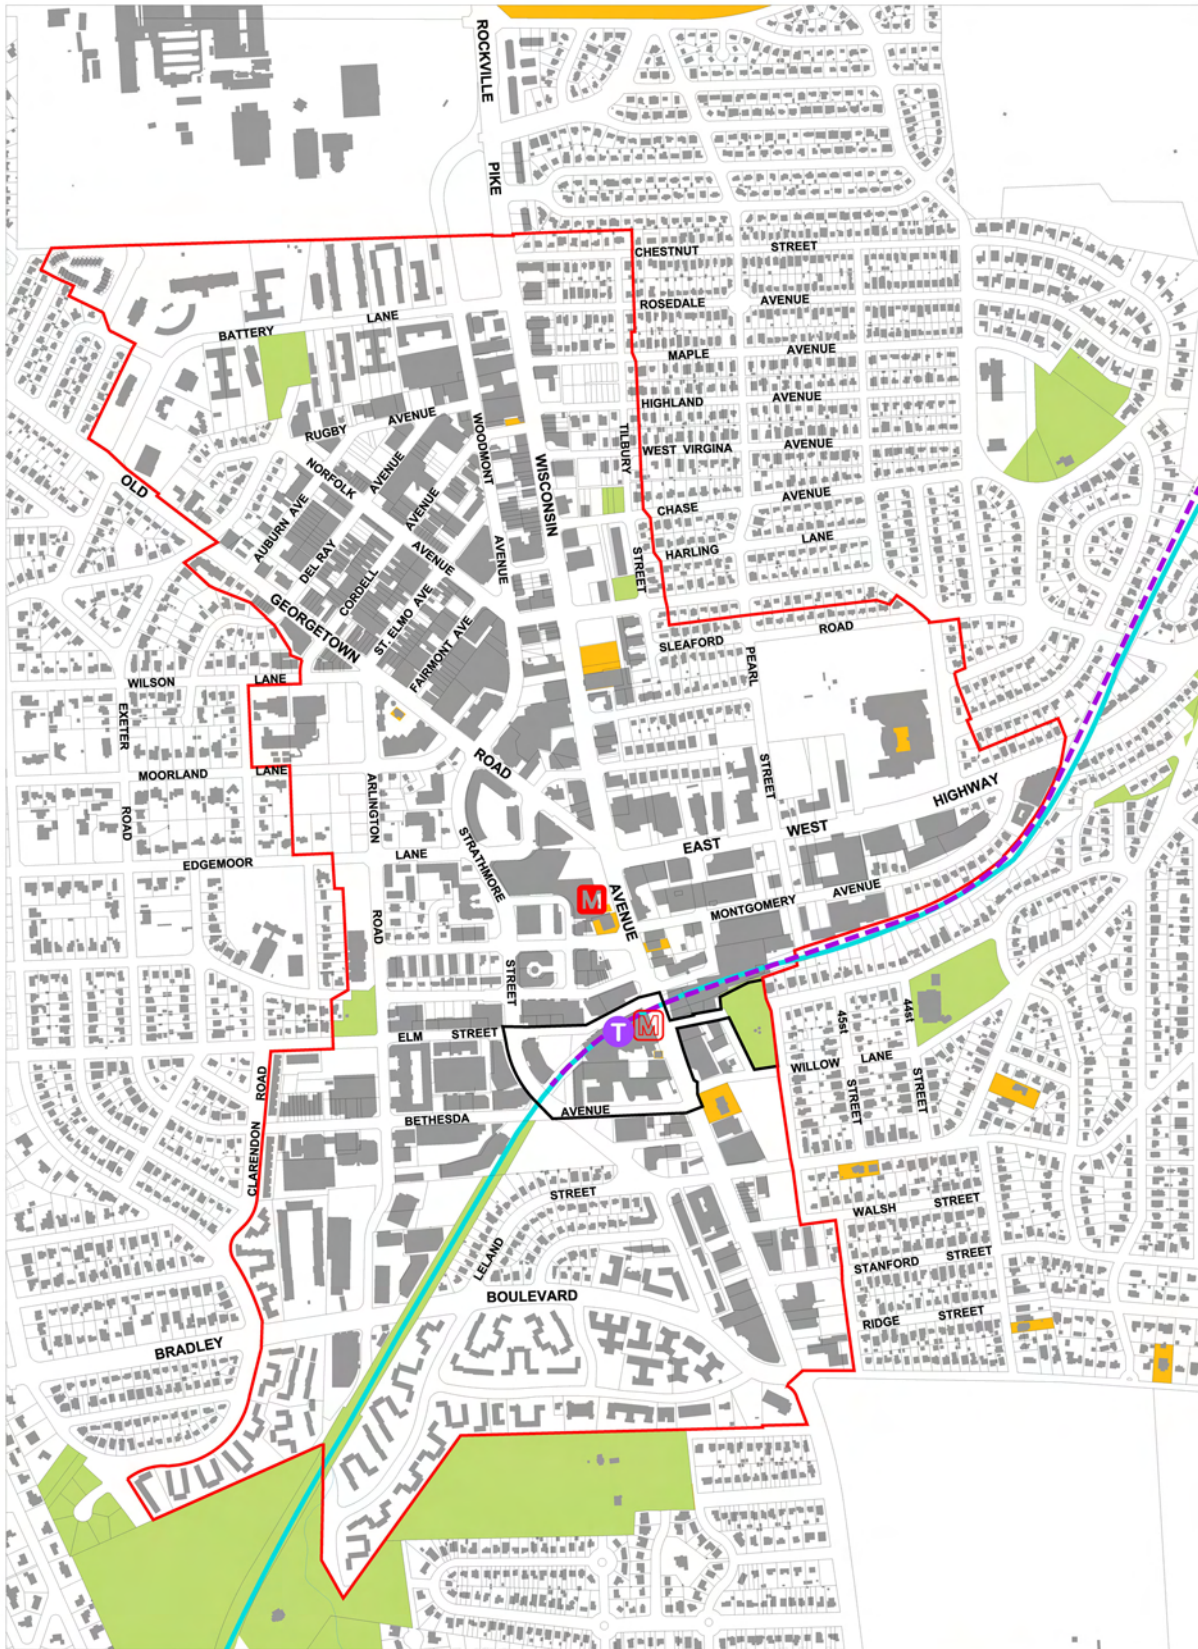 ROCKVILLE
PIKE
CHESTNUT STREET
ROSEDALE AVENUE
BATTERY LANE
MAPLE AVENUE
HIGHLAND AVENUE
RUGBY AVENUE
WOODMONT
AVENUE
WISCONSIN
TILBURY
STREET
WEST VIRGINA AVENUE
NORFOLK
AVENUE
AVENUE
AVENUE
OLD
GEORGETOWN
ROAD
AUBURN AVE
DEL RAY
CORDELL
ST. ELMO AVE
FAIRMONT AVE
CHASE AVENUE
HARLING LANE
SLEAFORD ROAD
PEARL
STREET
WILSON LANE
EXETER
ROAD
MOORLAND LANE
ARLINGTON
ROAD
EDGEMOOR LANE
STRATHMORE
STREET
EAST WEST HIGHWAY
MONTGOMERY AVENUE
M
AVENUE
T
M
ELM STREET
45st
STREET
44st
STREET
WILLOW LANE
CLARENDON
ROAD
BETHESDA AVENUE
WALSH STREET
LELAND
STREET
STANFORD STREET
RIDGE STREET
BRADLEY BOULEVARD